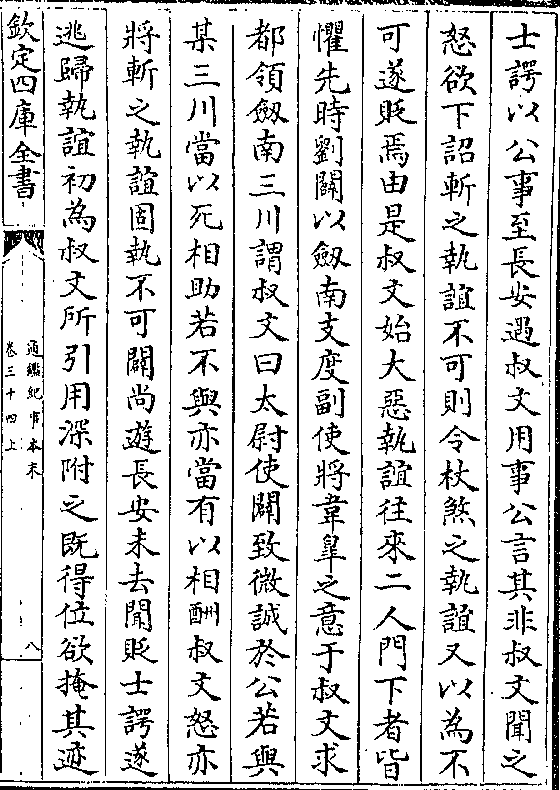 士諤以公事至長安遇叔文用事公言其非叔文聞之
怒欲下詔斬之執誼不可則令杖煞之執誼又以為不
可遂貶焉由是叔文始大惡執誼往來二人門下者皆
懼先時劉闢以劔南支度副使將韋臯之意于叔文求
都領劔南三川謂叔文曰太尉使闢致微誠於公若與
某三川當以死相助若不與亦當有以相酬叔文怒亦
將斬之執誼固執不可闢尚遊長安未去聞貶士諤遂
逃歸執誼初為叔文所引用深附之既得位欲掩其迹
欽定四庫全書
通鑑紀事本末
卷三十四上
八